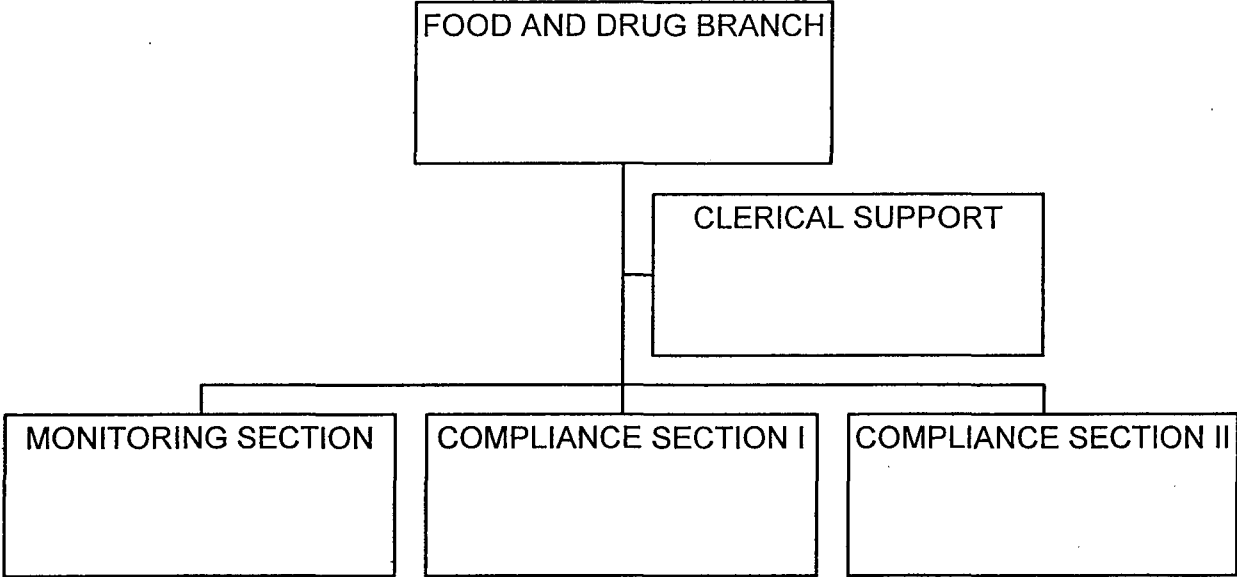 FOOD AND DRUG BRANCH
CLERICAL SUPPORT
MONITORING SECTION
COMPLIANCE SECTION I
COMPLIANCE SECTION II